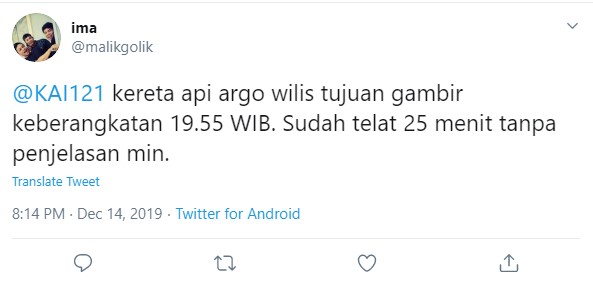 ima
@malikgolik
@KAI121 kereta api argo wilis tujuan gambir
keberangkatan 19.55 WIB. Sudah telat 25 menit tanpa
penjelasan min.
Translate Tweet
8:14 PM · Dec 14, 2019 · Twitter for Android